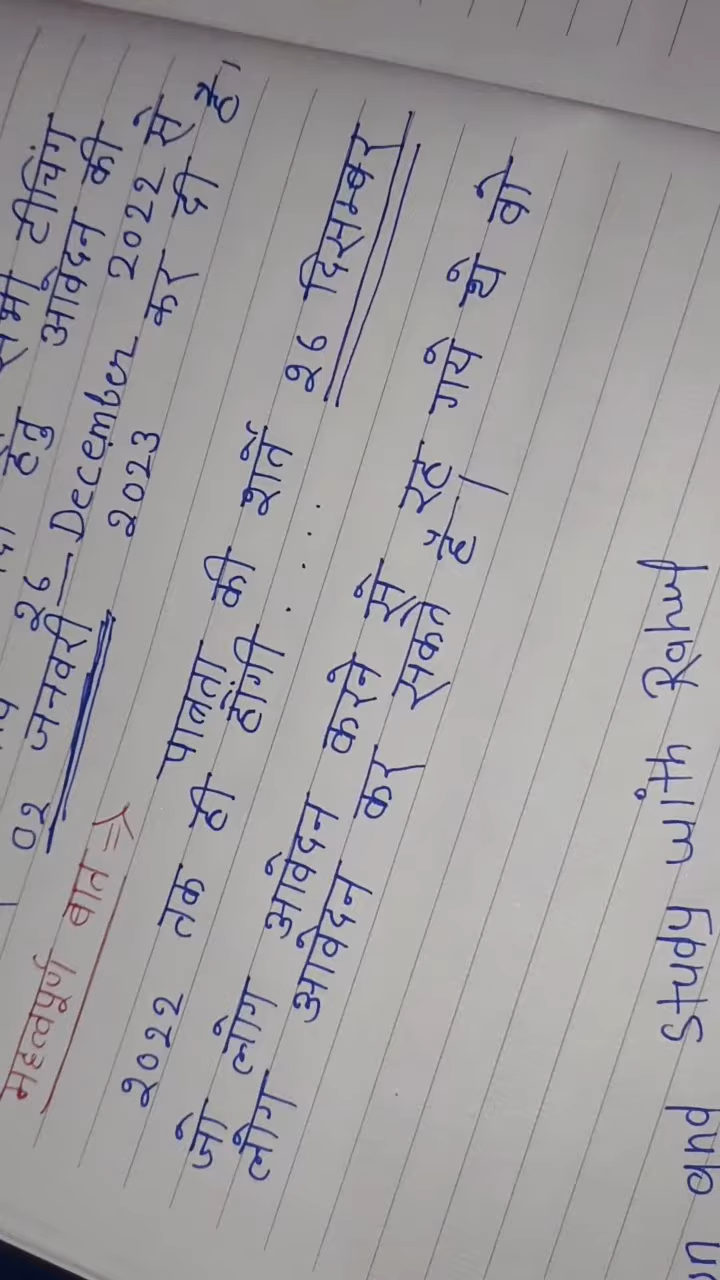 हेतु सभी टीचिंग
आवेदन की
26 — December 2022 से
02 जनवरी 2023 कर दी है।
महत्वपूर्ण बात ⇒ पात्रता की शर्तें 26 दिसम्बर
2022 तक ही होंगी .....
जो लोग आवेदन करने से रह गये थे वो
लोग आवेदन कर सकते हैं।
and Study with Rahul